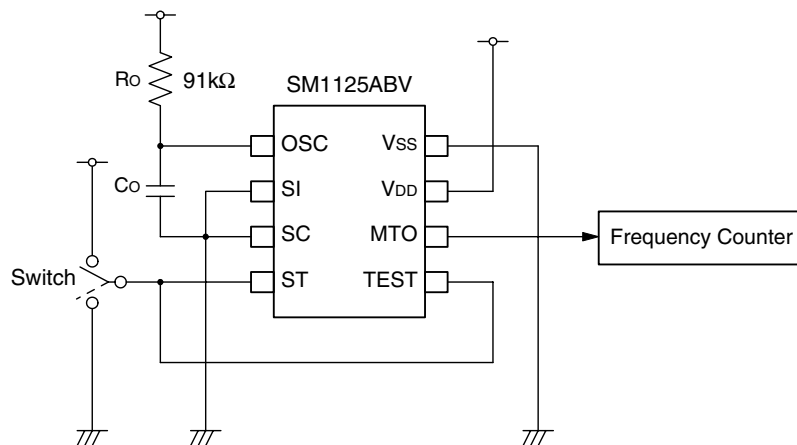 SM1125ABV
RO 91kΩ
OSC VSS
CO SI VDD
SC MTO Frequency Counter
Switch ST TEST